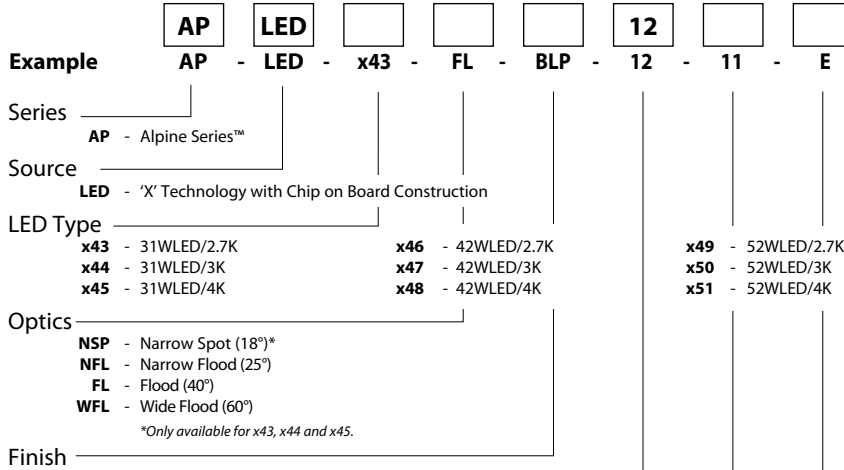 AP LED 12
Example AP - LED - x43 - FL - BLP - 12 - 11 - E
Series
AP - Alpine Series™
Source
LED - ‘X’ Technology with Chip on Board Construction
LED Type
x43 - 31WLED/2.7K x46 - 42WLED/2.7K x49 - 52WLED/2.7K
x44 - 31WLED/3K x47 - 42WLED/3K x50 - 52WLED/3K
x45 - 31WLED/4K x48 - 42WLED/4K x51 - 52WLED/4K
Optics
NSP - Narrow Spot (18°)*
NFL - Narrow Flood (25°)
FL - Flood (40°)
WFL - Wide Flood (60°)
*Only available for x43, x44 and x45.
Finish